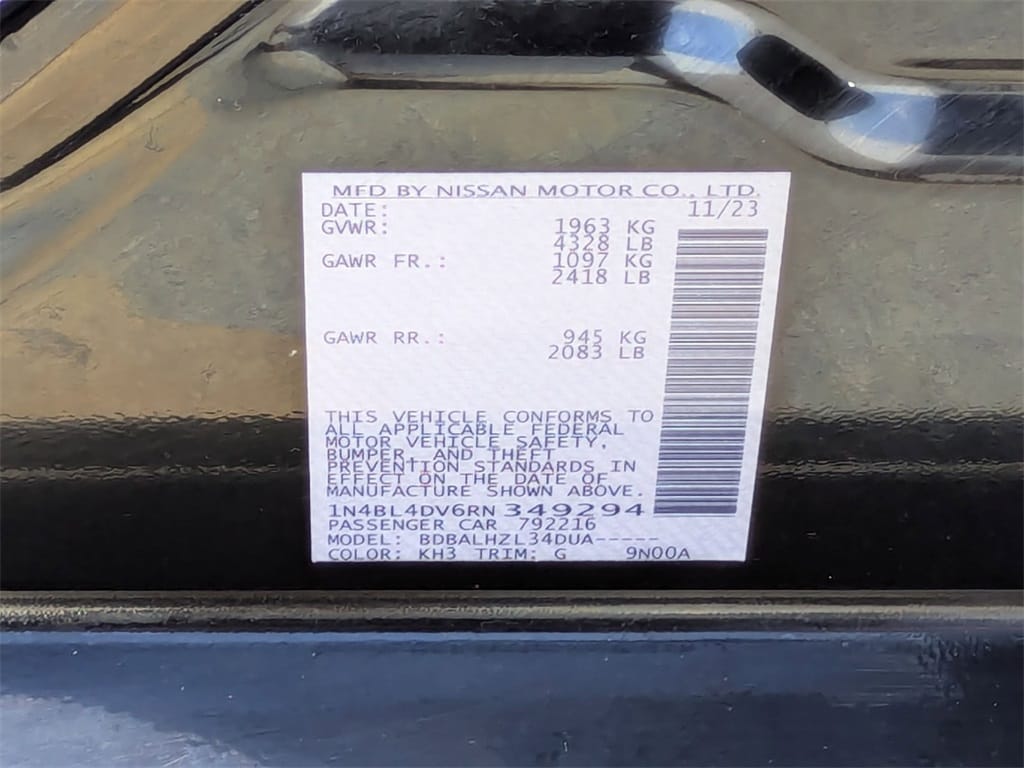 MFD BY NISSAN MOTOR CO., LTD.
DATE: 11/23
GVWR: 1963 KG
4328 LB
GAWR FR.: 1097 KG
2418 LB
GAWR RR.: 945 KG
2083 LB
THIS VEHICLE CONFORMS TO
ALL APPLICABLE FEDERAL
MOTOR VEHICLE SAFETY,
BUMPER, AND THEFT
PREVENTION STANDARDS IN
EFFECT ON THE DATE OF
MANUFACTURE SHOWN ABOVE.
1N4BL4DV6RN349294
PASSENGER CAR 792216
MODEL: BDBALHZL34DUA-----
COLOR: KH3 TRIM: G 9N00A